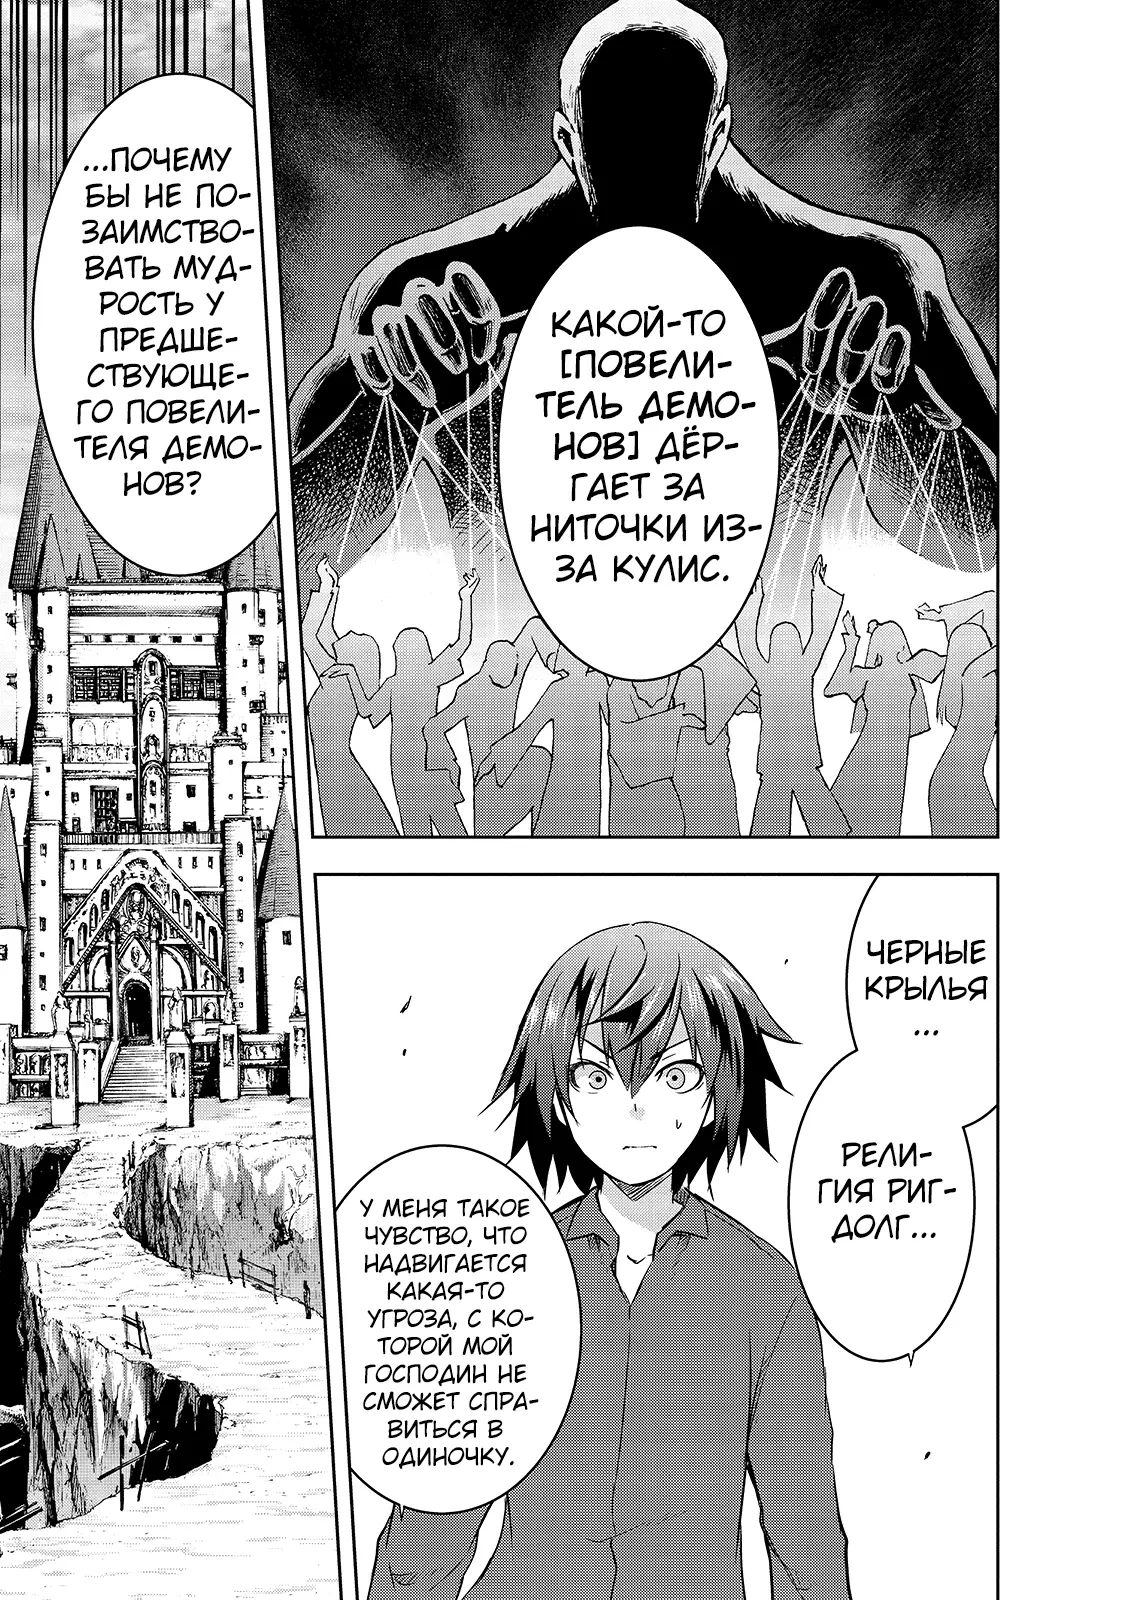 КАКОЙ-ТО
[ПОВЕЛИ-
ТЕЛЬ ДЕМО-
НОВ] ДЁР-
ГАЕТ ЗА
НИТОЧКИ ИЗ-
ЗА КУЛИС.
ЧЕРНЫЕ
КРЫЛЬЯ
...
РЕЛИ-
ГИЯ РИГ-
ДОЛГ...
У МЕНЯ ТАКОЕ
ЧУВСТВО, ЧТО
НАДВИГАЕТСЯ
КАКАЯ-ТО
УГРОЗА, С КО-
ТОРОЙ МОЙ
ГОСПОДИН НЕ
СМОЖЕТ СПРА-
ВИТЬСЯ В
ОДИНОЧКУ.
...ПОЧЕМУ
БЫ НЕ ПО-
ЗАИМСТВО-
ВАТЬ МУД-
РОСТЬ У
ПРЕДШЕ-
СТВУЮЩЕ-
ГО ПОВЕЛИ-
ТЕЛЯ ДЕМО-
НОВ?